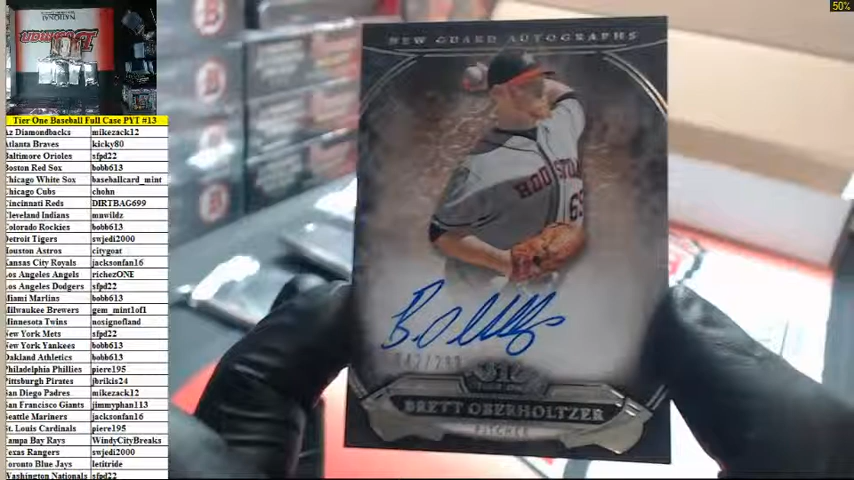 50%
NATIONAL
Tier One Baseball Full Case PYT #13
Az Diamondbacks mikezack12
Atlanta Braves kicky80
Baltimore Orioles sfpd22
Boston Red Sox bobb613
Chicago White Sox baseballcard_mint
Chicago Cubs chohn
Cincinnati Reds DIRTBAG699
Cleveland Indians mawildz
Colorado Rockies bobb613
Detroit Tigers swjedi2000
Houston Astros citygoat
Kansas City Royals jacksonfan16
Los Angeles Angels richezONE
Los Angeles Dodgers sfpd22
Miami Marlins bobb613
Milwaukee Brewers gem_mint1of1
Minnesota Twins nosignofland
New York Mets sfpd22
New York Yankees bobb613
Oakland Athletics bobb613
Philadelphia Phillies piere195
Pittsburgh Pirates jbrikis24
San Diego Padres mikezack12
San Francisco Giants jimmyphan113
Seattle Mariners jacksonfan16
St. Louis Cardinals piere195
Tampa Bay Rays WindyCityBreaks
Texas Rangers swjedi2000
Toronto Blue Jays letitride
Washington Nationals sfpd22
NEW GUARD AUTOGRAPHS
HOUSTON
BRETT OBERHOLTZER
PITCHER